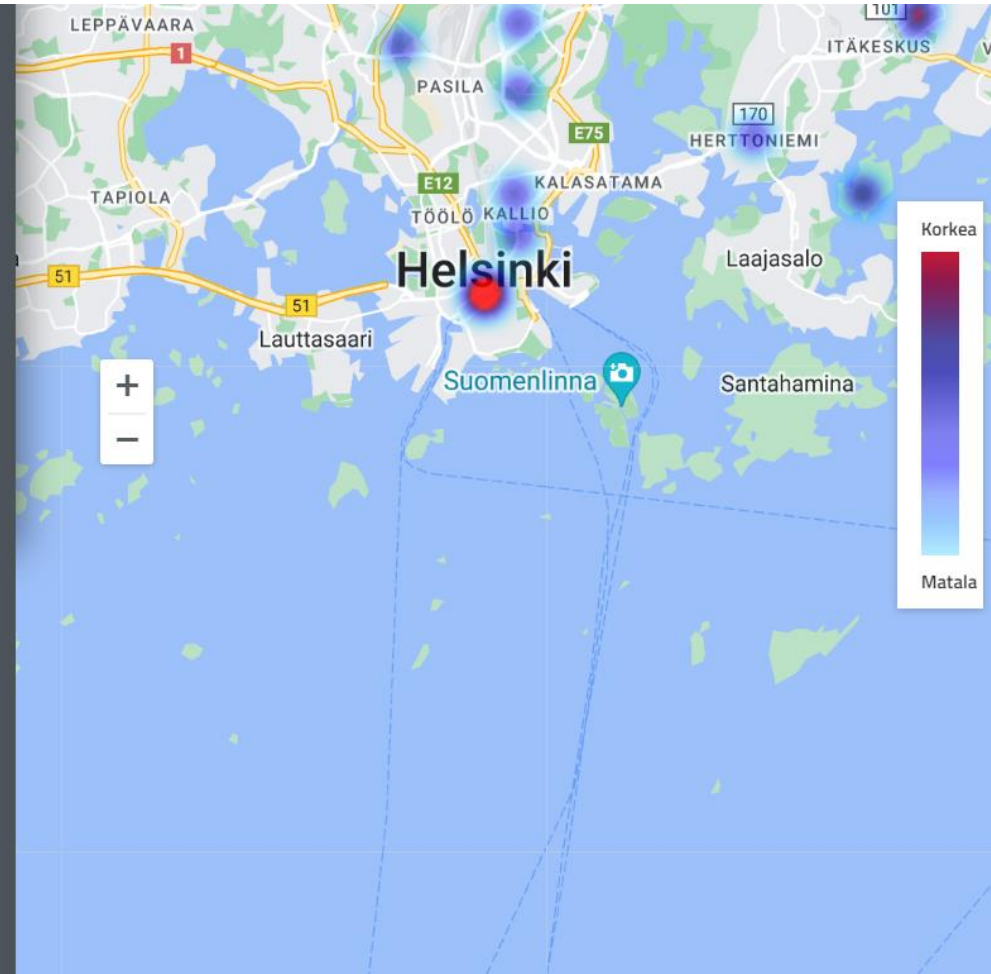 LEPPÄVAARA
101
1
ITÄKESKUS
PASILA
170
E75
HERTTONIEMI
E12
KALASATAMA
TAPIOLA
TÖÖLÖ KALLIO
Korkea
Helsinki
Laajasalo
51
51
Lauttasaari
Suomenlinna
Santahamina
+
−
Matala